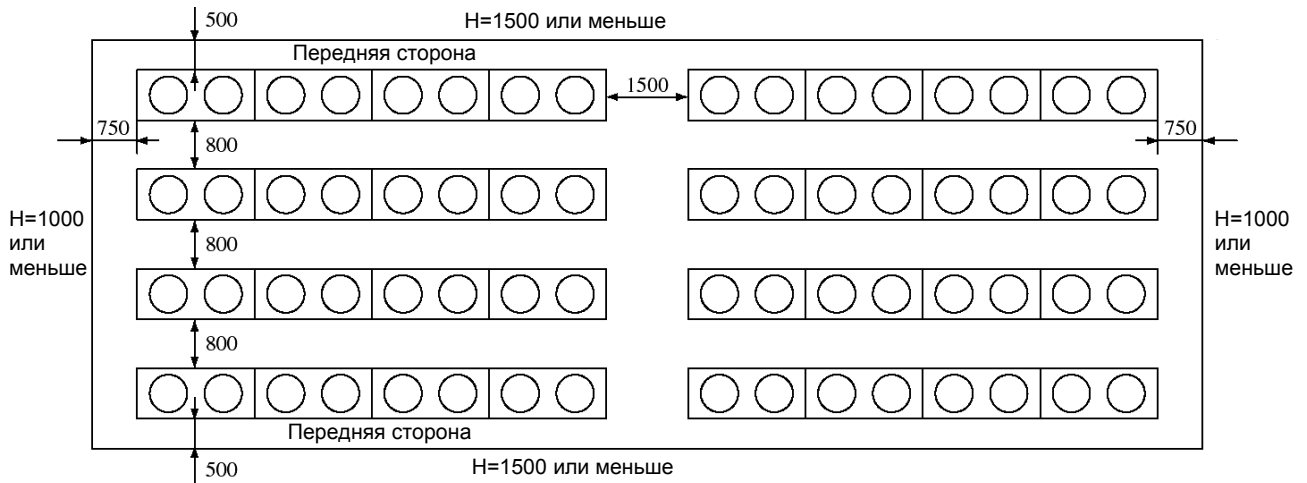 500
H=1500 или меньше
Передняя сторона
1500
750
750
800
H=1000
или
меньше
H=1000
или
меньше
800
800
Передняя сторона
500
H=1500 или меньше